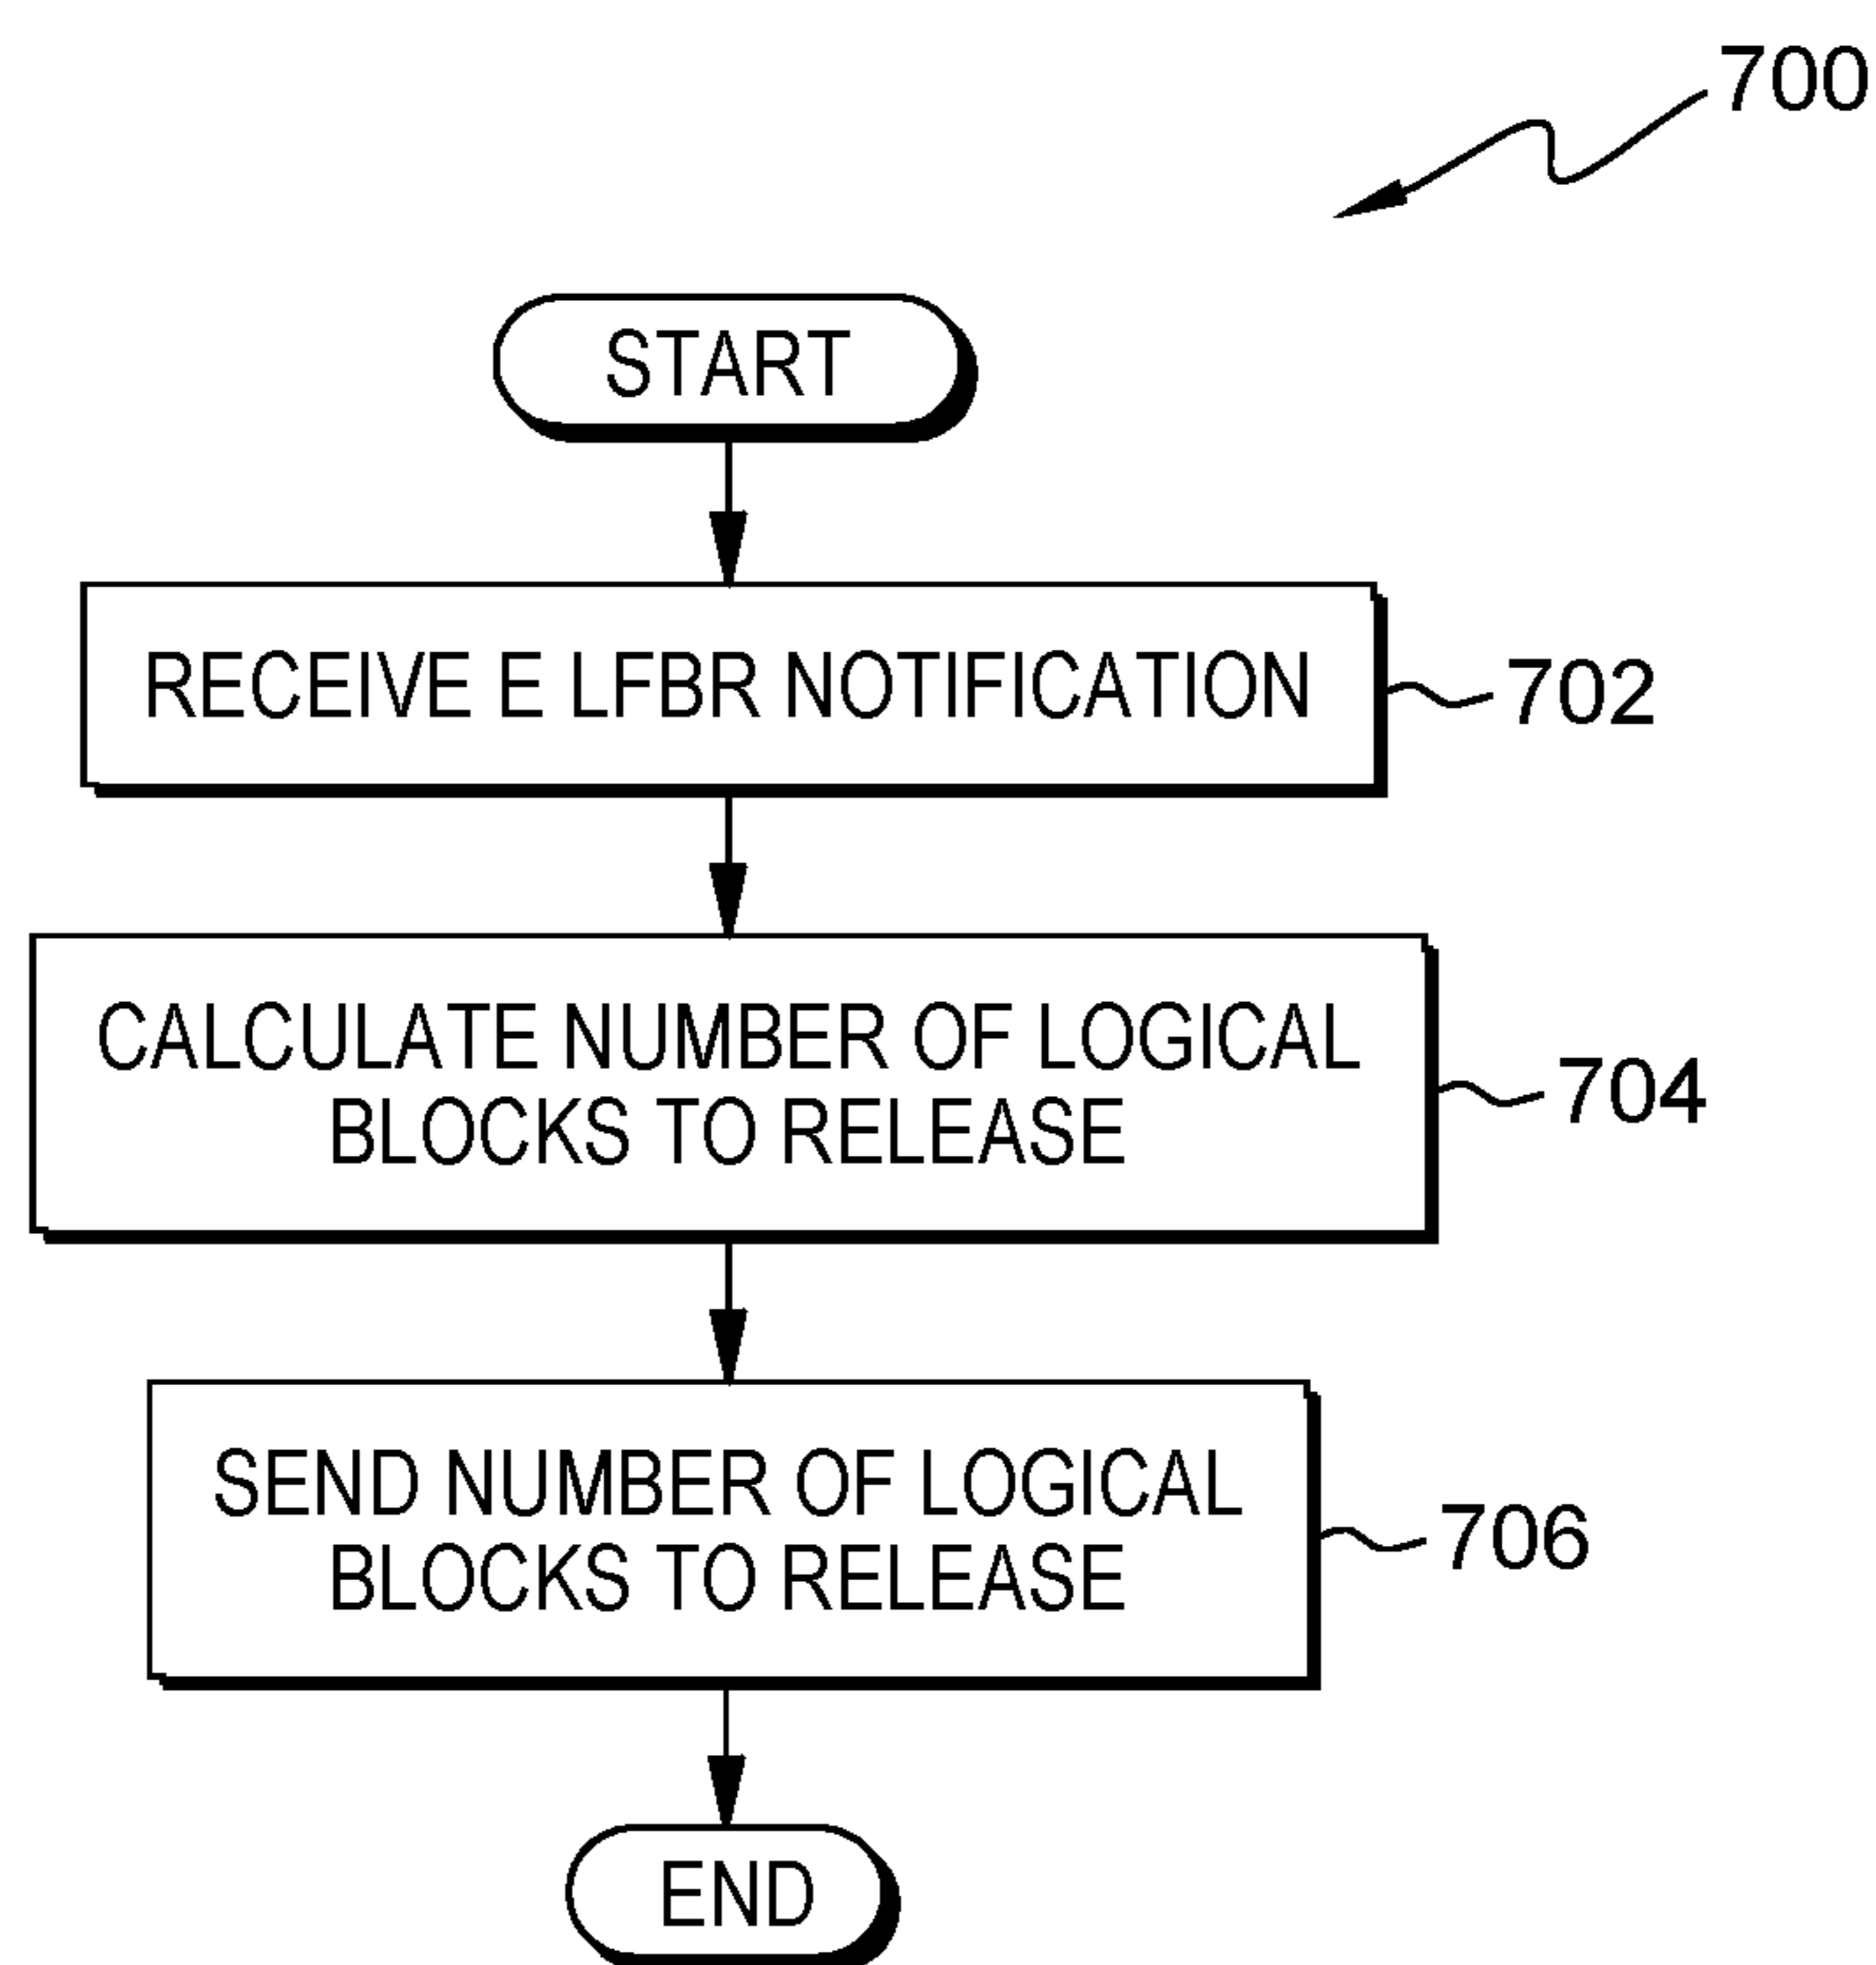 700
START
RECEIVE E LFBR NOTIFICATION
702
CALCULATE NUMBER OF LOGICAL
BLOCKS TO RELEASE
704
SEND NUMBER OF LOGICAL
BLOCKS TO RELEASE
706
END